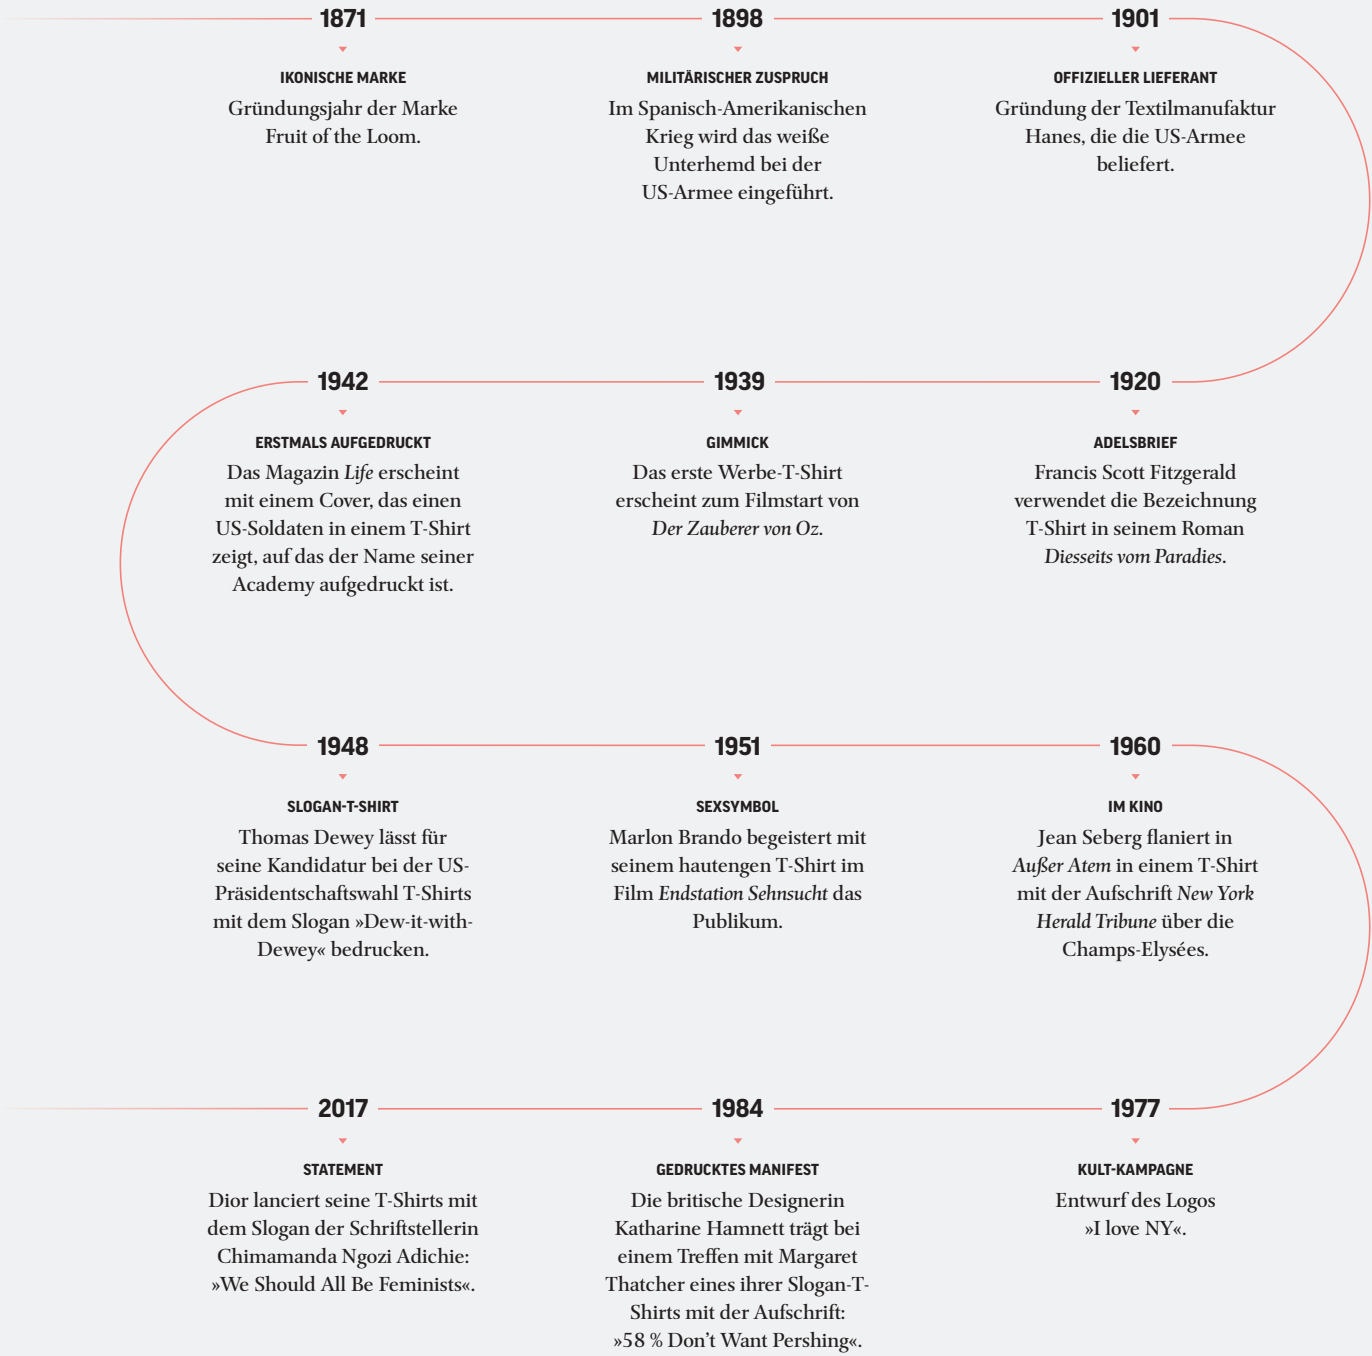 1871
IKONISCHE MARKE
Gründungsjahr der Marke
Fruit of the Loom.
1898
MILITÄRISCHER ZUSPRUCH
Im Spanisch-Amerikanischen
Krieg wird das weiße
Unterhemd bei der
US-Armee eingeführt.
1901
OFFIZIELLER LIEFERANT
Gründung der Textilmanufaktur
Hanes, die die US-Armee
beliefert.
1920
ADELSBRIEF
Francis Scott Fitzgerald
verwendet die Bezeichnung
T-Shirt in seinem Roman
Diesseits vom Paradies.
1939
GIMMICK
Das erste Werbe-T-Shirt
erscheint zum Filmstart von
Der Zauberer von Oz.
1942
ERSTMALS AUFGEDRUCKT
Das Magazin Life erscheint
mit einem Cover, das einen
US-Soldaten in einem T-Shirt
zeigt, auf das der Name seiner
Academy aufgedruckt ist.
1948
SLOGAN-T-SHIRT
Thomas Dewey lässt für
seine Kandidatur bei der US-
Präsidentschaftswahl T-Shirts
mit dem Slogan »Dew-it-with-
Dewey« bedrucken.
1951
SEXSYMBOL
Marlon Brando begeistert mit
seinem hautengen T-Shirt im
Film Endstation Sehnsucht das
Publikum.
1960
IM KINO
Jean Seberg flaniert in
Außer Atem in einem T-Shirt
mit der Aufschrift New York
Herald Tribune über die
Champs-Elysées.
1977
KULT-KAMPAGNE
Entwurf des Logos
»I love NY«.
1984
GEDRUCKTES MANIFEST
Die britische Designerin
Katharine Hamnett trägt bei
einem Treffen mit Margaret
Thatcher eines ihrer Slogan-T-
Shirts mit der Aufschrift:
»58 % Don't Want Pershing«.
2017
STATEMENT
Dior lanciert seine T-Shirts mit
dem Slogan der Schriftstellerin
Chimamanda Ngozi Adichie:
»We Should All Be Feminists«.